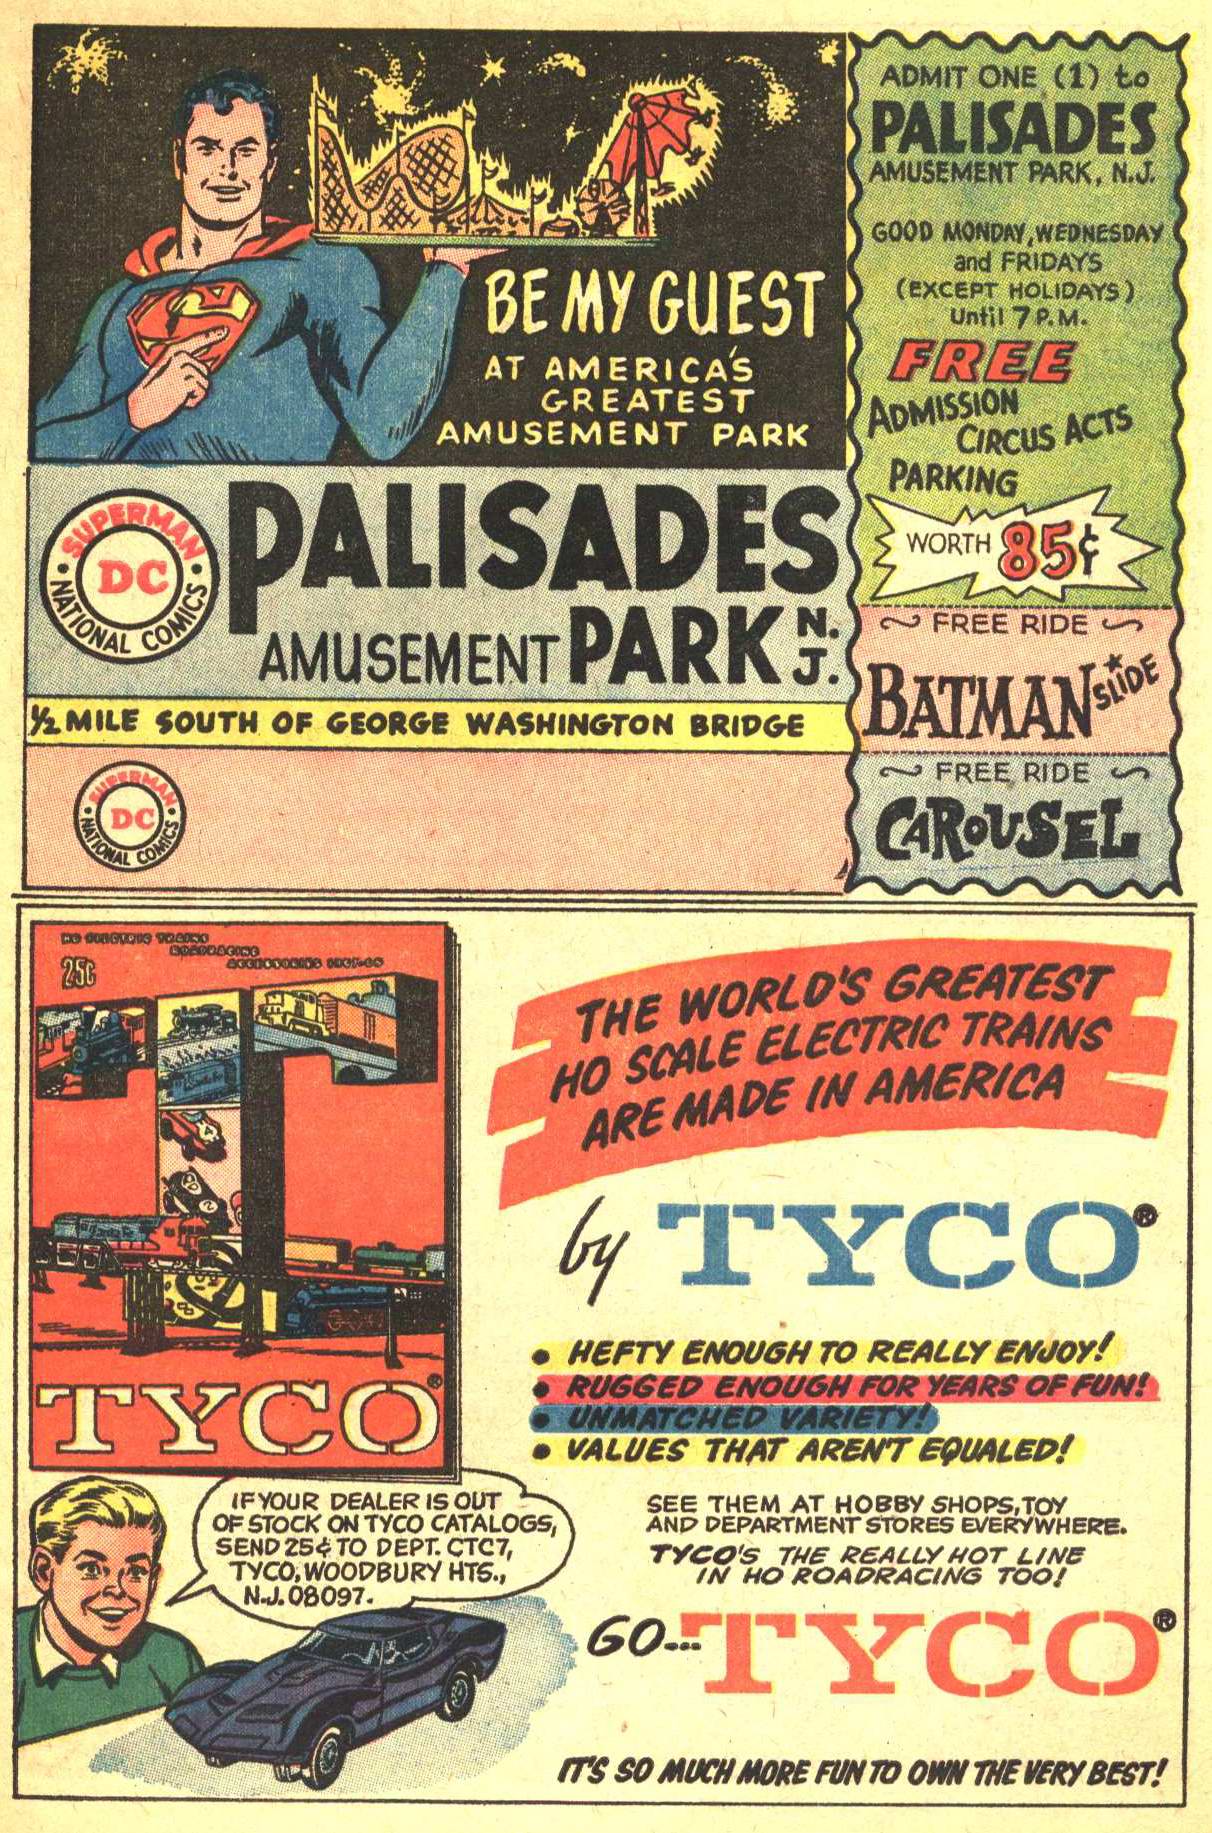 BE MY GUEST
AT AMERICA'S
GREATEST
AMUSEMENT PARK
SUPERMAN
DC
NATIONAL COMICS
PALISADES
AMUSEMENT PARK N.J.
1/2 MILE SOUTH OF GEORGE WASHINGTON BRIDGE
SUPERMAN
DC
NATIONAL COMICS
ADMIT ONE (1) to
PALISADES
AMUSEMENT PARK, N.J.
GOOD MONDAY, WEDNESDAY
and FRIDAYS
(EXCEPT HOLIDAYS)
Until 7 P.M.
FREE
ADMISSION
CIRCUS ACTS
PARKING
WORTH 85¢
FREE RIDE
BATMAN SLIDE
FREE RIDE
CAROUSEL
HO ELECTRIC TRAINS
ROADRACING
ACCESSORIES 1967-68
25¢
TYCO®
THE WORLD'S GREATEST
HO SCALE ELECTRIC TRAINS
ARE MADE IN AMERICA
by TYCO®
• HEFTY ENOUGH TO REALLY ENJOY!
• RUGGED ENOUGH FOR YEARS OF FUN!
• UNMATCHED VARIETY!
• VALUES THAT AREN'T EQUALED!
IF YOUR DEALER IS OUT
OF STOCK ON TYCO CATALOGS,
SEND 25¢ TO DEPT. CTC7,
TYCO, WOODBURY HTS.,
N.J. 08097.
SEE THEM AT HOBBY SHOPS, TOY
AND DEPARTMENT STORES EVERYWHERE.
TYCO'S THE REALLY HOT LINE
IN HO ROADRACING TOO!
GO... TYCO®
IT'S SO MUCH MORE FUN TO OWN THE VERY BEST!